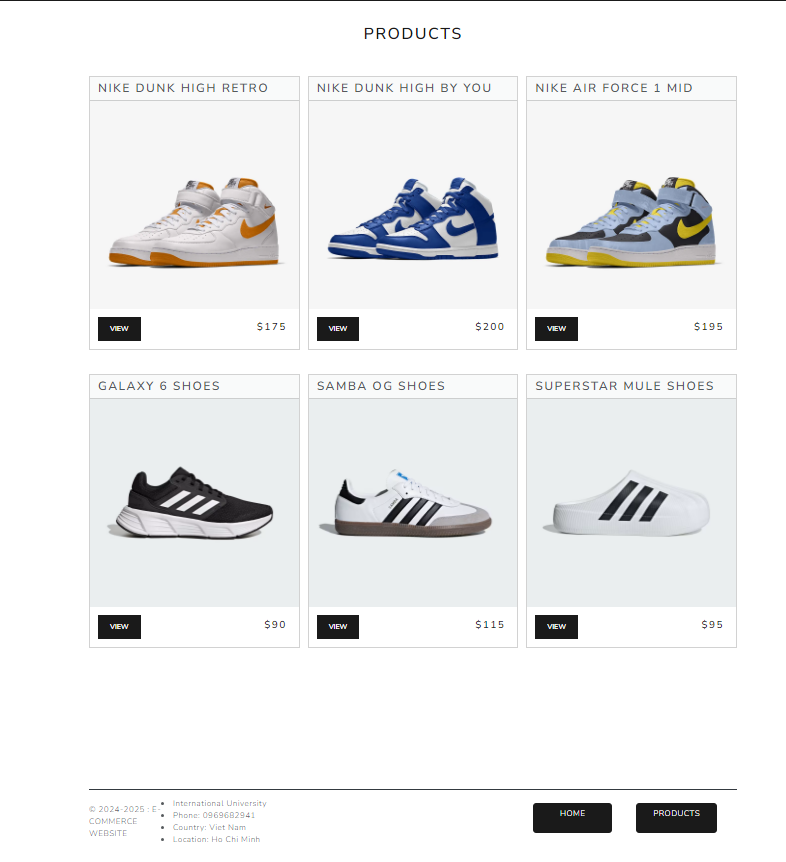 PRODUCTS
NIKE DUNK HIGH RETRO
NIKE DUNK HIGH BY YOU
NIKE AIR FORCE 1 MID
VIEW
$175
VIEW
$200
VIEW
$195
GALAXY 6 SHOES
SAMBA OG SHOES
SUPERSTAR MULE SHOES
VIEW
$90
VIEW
$115
VIEW
$95
© 2024-2025 : E-
COMMERCE
WEBSITE
International University
Phone: 0969682941
Country: Viet Nam
Location: Ho Chi Minh
HOME
PRODUCTS